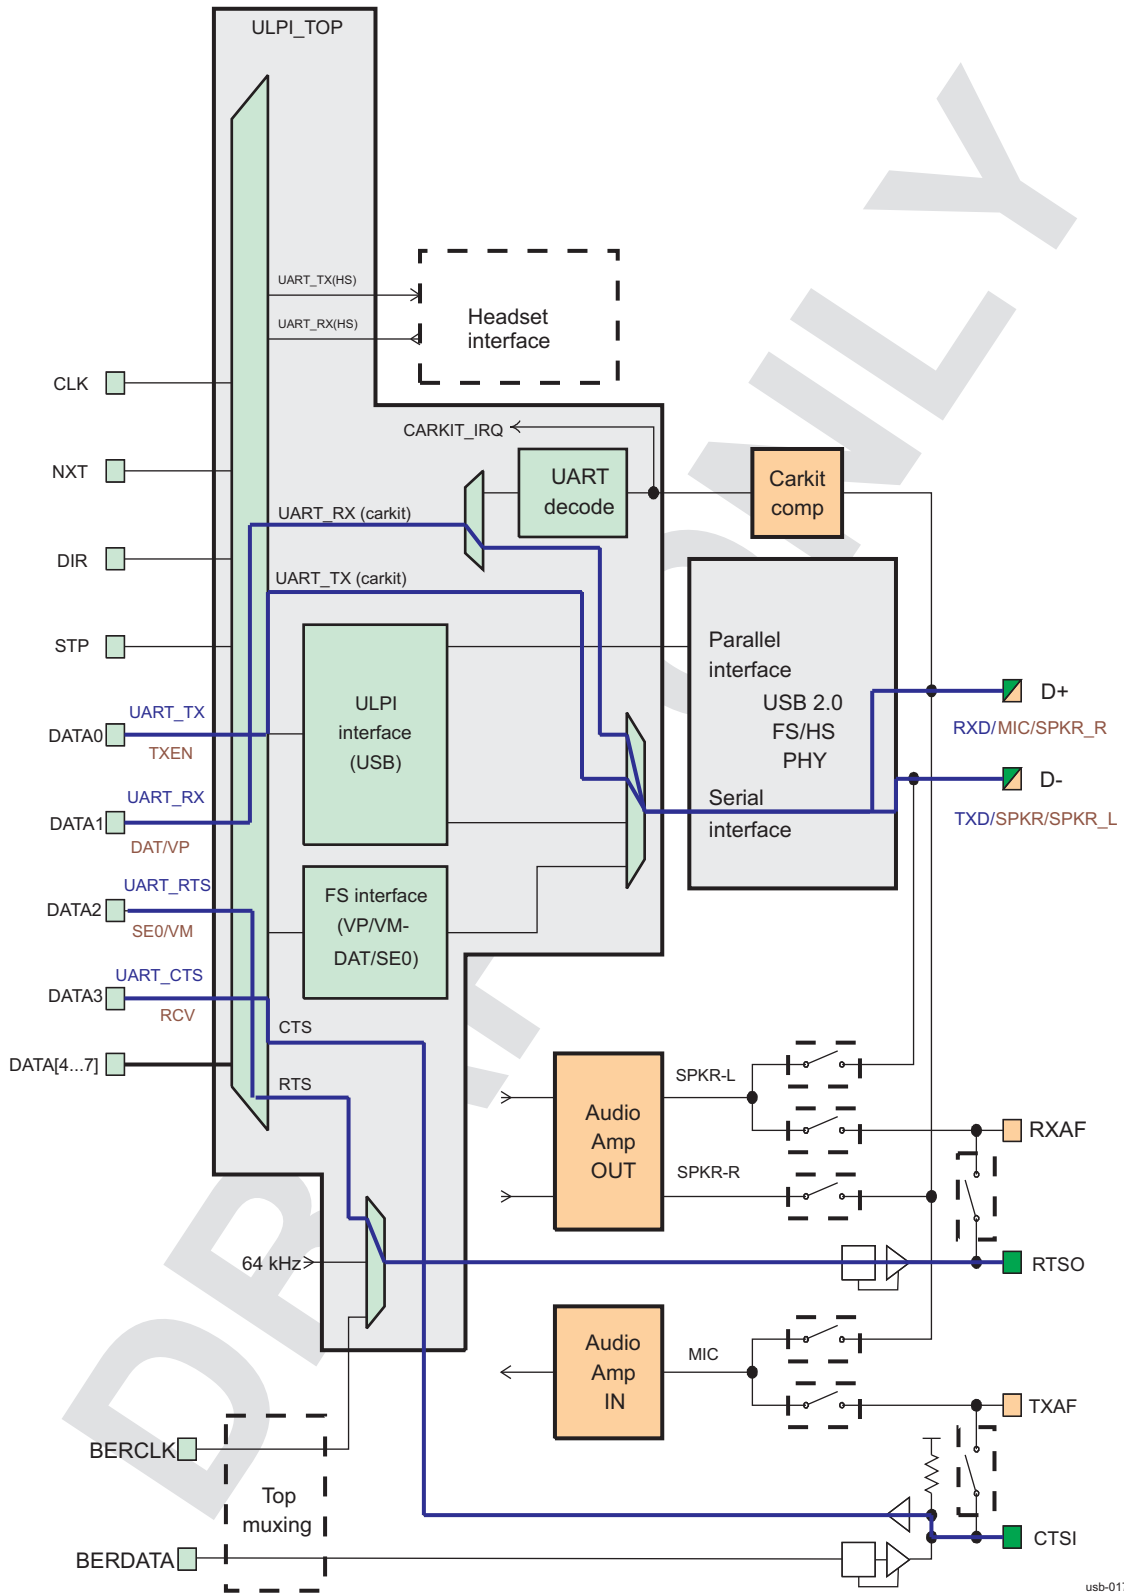 ULPI_TOP
UART_TX(HS)
UART_RX(HS)
Headset
interface
CLK
NXT
DIR
STP
CARKIT_IRQ
UART
decode
Carkit
comp
UART_RX (carkit)
UART_TX (carkit)
Parallel
interface
USB 2.0
FS/HS
PHY
Serial
interface
ULPI
interface
(USB)
FS interface
(VP/VM-
DAT/SE0)
D+
RXD/MIC/SPKR_R
D-
TXD/SPKR/SPKR_L
UART_TX
DATA0
TXEN
UART_RX
DATA1
DAT/VP
UART_RTS
DATA2
SE0/VM
UART_CTS
DATA3
RCV
DATA[4...7]
CTS
RTS
SPKR-L
Audio
Amp
OUT
SPKR-R
RXAF
64 kHz
RTSO
Audio
Amp
IN
MIC
TXAF
BERCLK
Top
muxing
CTSI
BERDATA